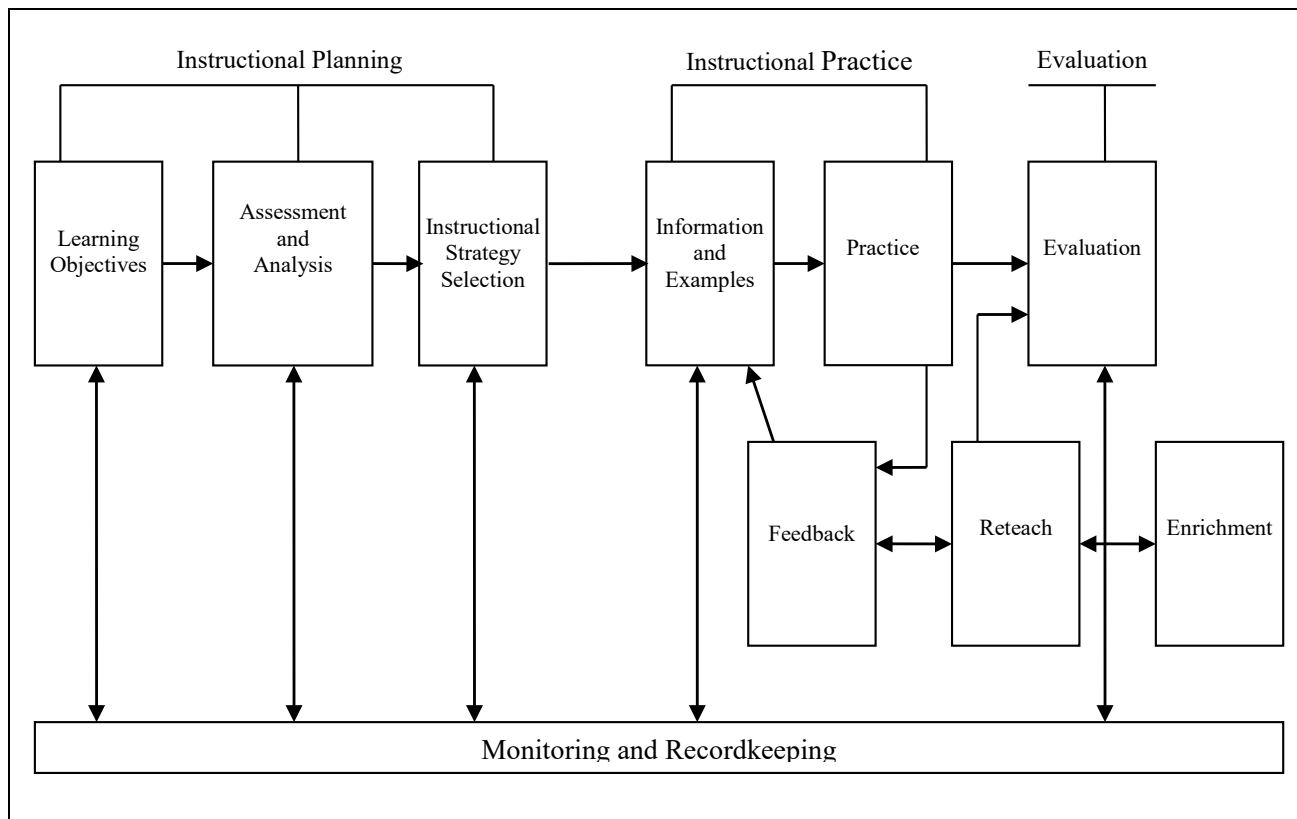 Instructional Planning
Instructional Practice
Evaluation
Learning
Objectives
Assessment
and
Analysis
Instructional
Strategy
Selection
Information
and
Examples
Practice
Evaluation
Feedback
Reteach
Enrichment
Monitoring and Recordkeeping